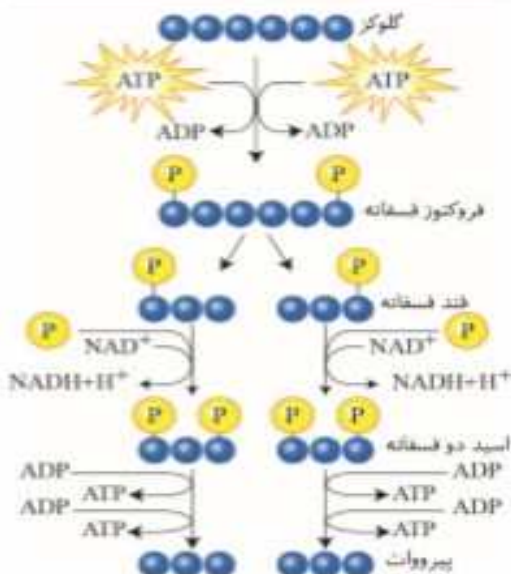 گلوکز
ATP ATP
ADP ADP
P P
فروکتوز فسفاته
P P
قند فسفاته
P P
NAD⁺ NAD⁺
NADH+H⁺ NADH+H⁺
P P P P
اسید دو فسفاته
ADP ADP
ATP ATP
ADP ADP
ATP ATP
پیرووات